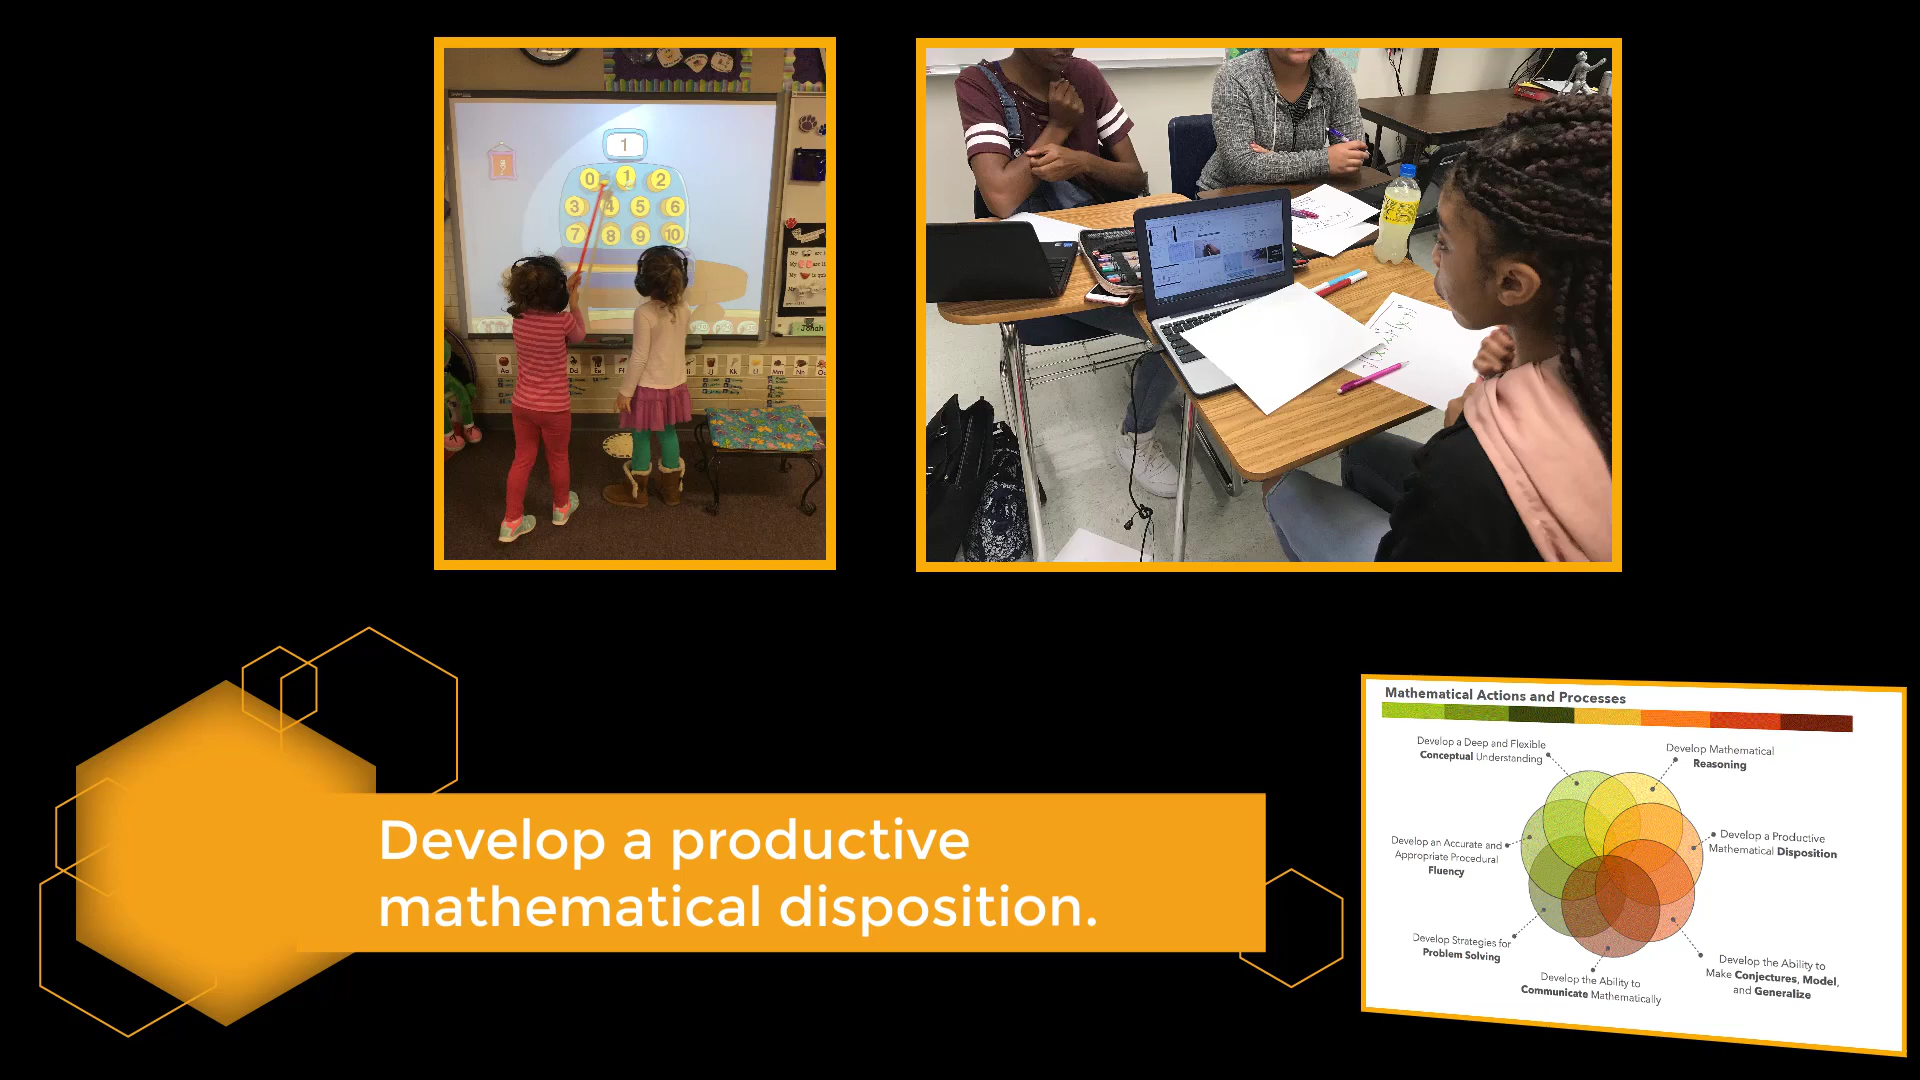 1
0 1 2
3 4 5 6
7 8 9 10
Jonah
Develop a productive
mathematical disposition.
Mathematical Actions and Processes
Develop a Deep and Flexible
Conceptual Understanding
Develop Mathematical
Reasoning
Develop an Accurate and
Appropriate Procedural
Fluency
Develop a Productive
Mathematical Disposition
Develop Strategies for
Problem Solving
Develop the Ability to
Communicate Mathematically
Develop the Ability to
Make Conjectures, Model,
and Generalize